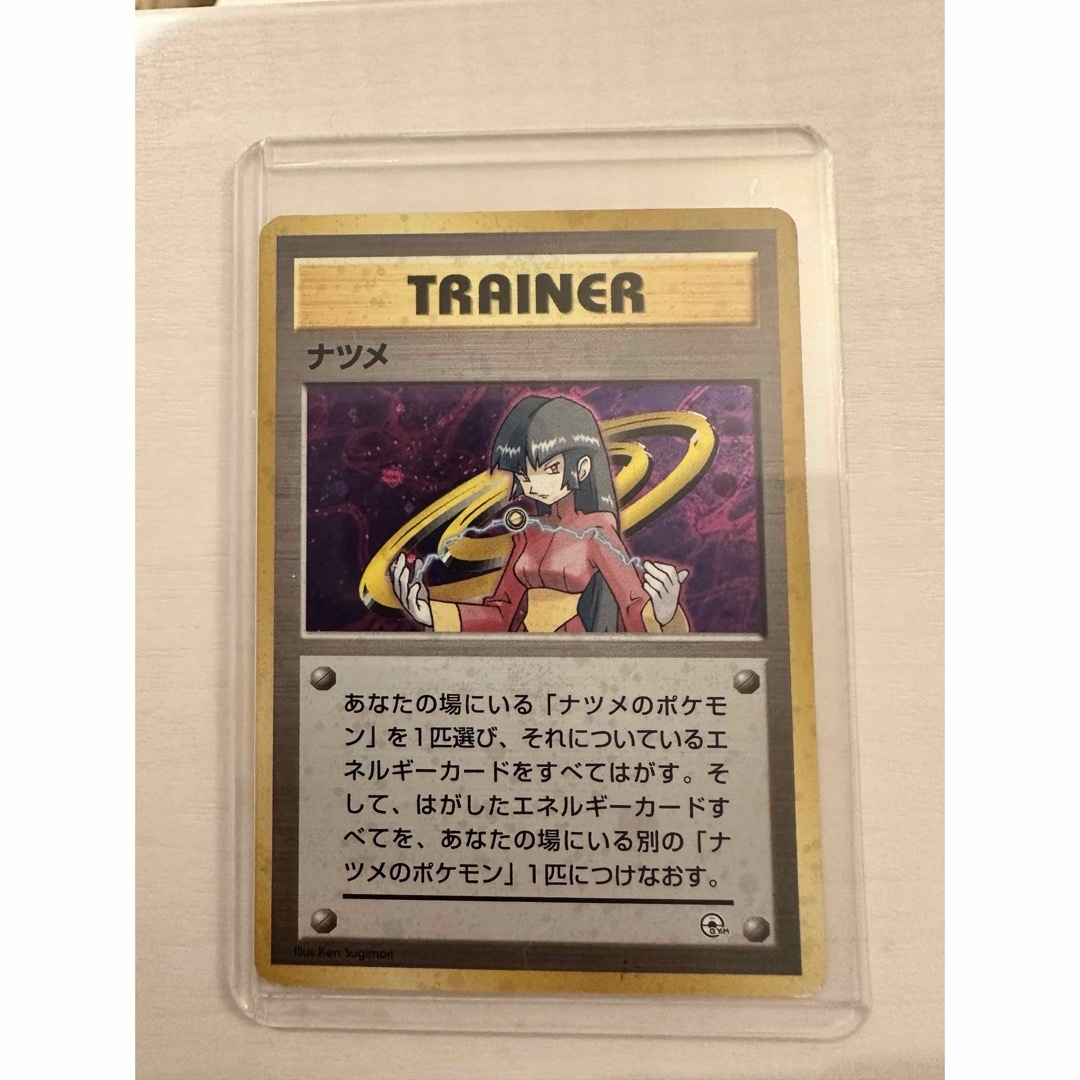 TRAINER
ナツメ
あなたの場にいる「ナツメのポケモ
ン」を1匹選び、それについているエ
ネルギーカードをすべてはがす。そ
して、はがしたエネルギーカードす
べてを、あなたの場にいる別の「ナ
ツメのポケモン」1匹につけなおす。
GYM
Illus. Ken Sugimori